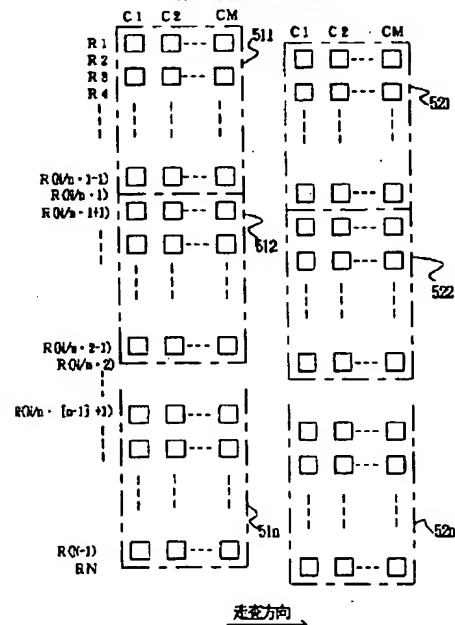 C1 C2 CM
C1 C2 CM
R1
R2
R3
R4
511
521
R(N/n・1-1)
R(N/n・1)
R(N/n・1+1)
512
522
R(N/n・2-1)
R(N/n・2)
R(N/n・[n-1]+1)
51n
52n
R(N-1)
RN
走査方向